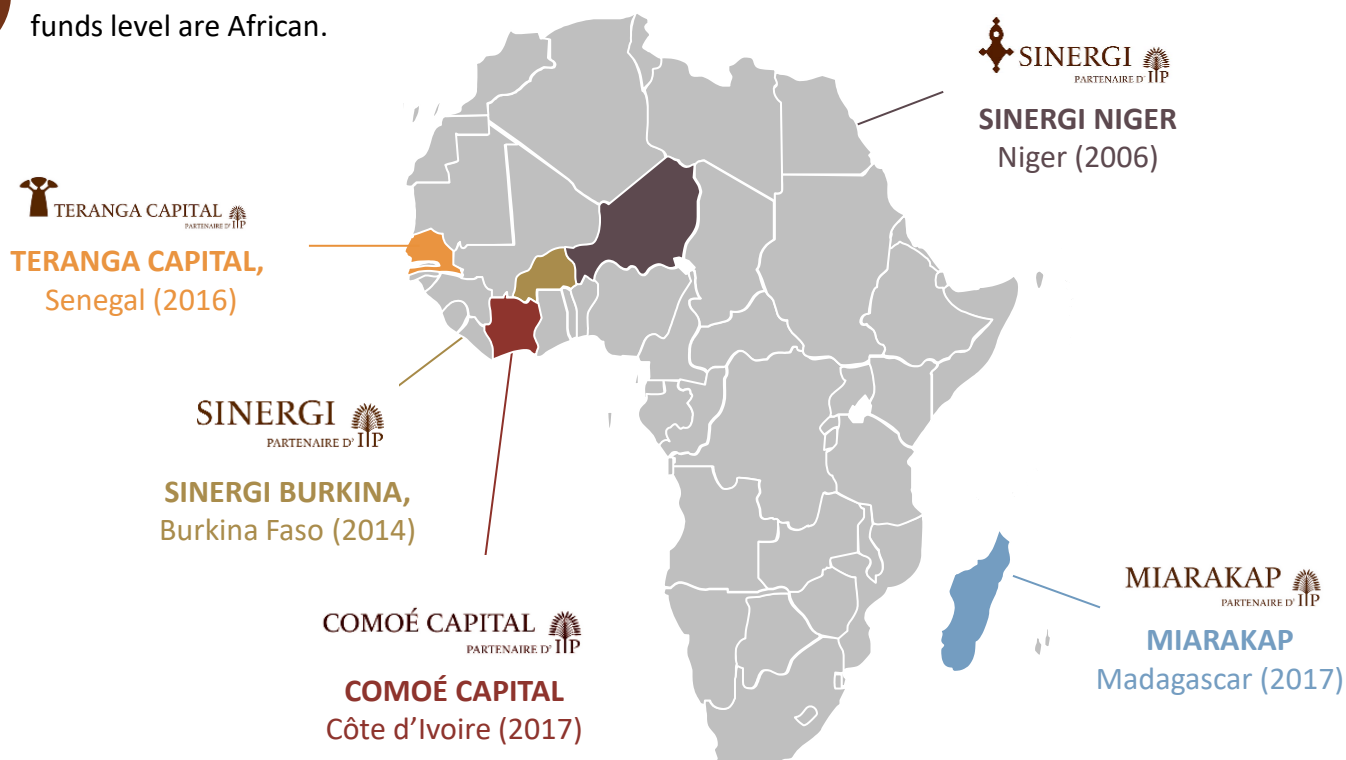 funds level are African.
SINERGI
PARTENAIRE D' IIP
SINERGI NIGER
Niger (2006)
TERANGA CAPITAL
PARTENAIRE D' IIP
TERANGA CAPITAL,
Senegal (2016)
SINERGI
PARTENAIRE D' IIP
SINERGI BURKINA,
Burkina Faso (2014)
COMOÉ CAPITAL
PARTENAIRE D' IIP
COMOÉ CAPITAL
Côte d’Ivoire (2017)
MIARAKAP
PARTENAIRE D' IIP
MIARAKAP
Madagascar (2017)